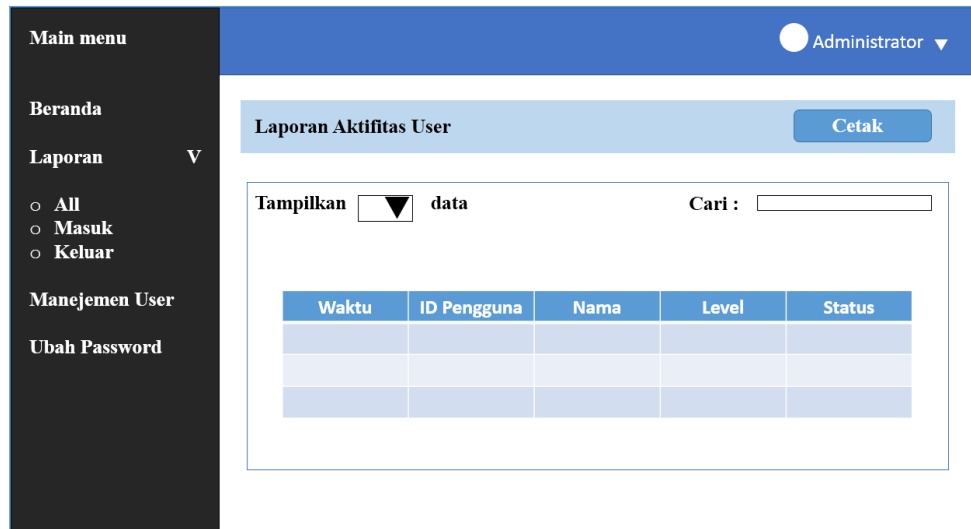 Main menu
Administrator
Beranda
Laporan V
All
Masuk
Keluar
Manejemen User
Ubah Password
Laporan Aktifitas User
Cetak
Tampilkan data
Cari :
Waktu ID Pengguna Nama Level Status